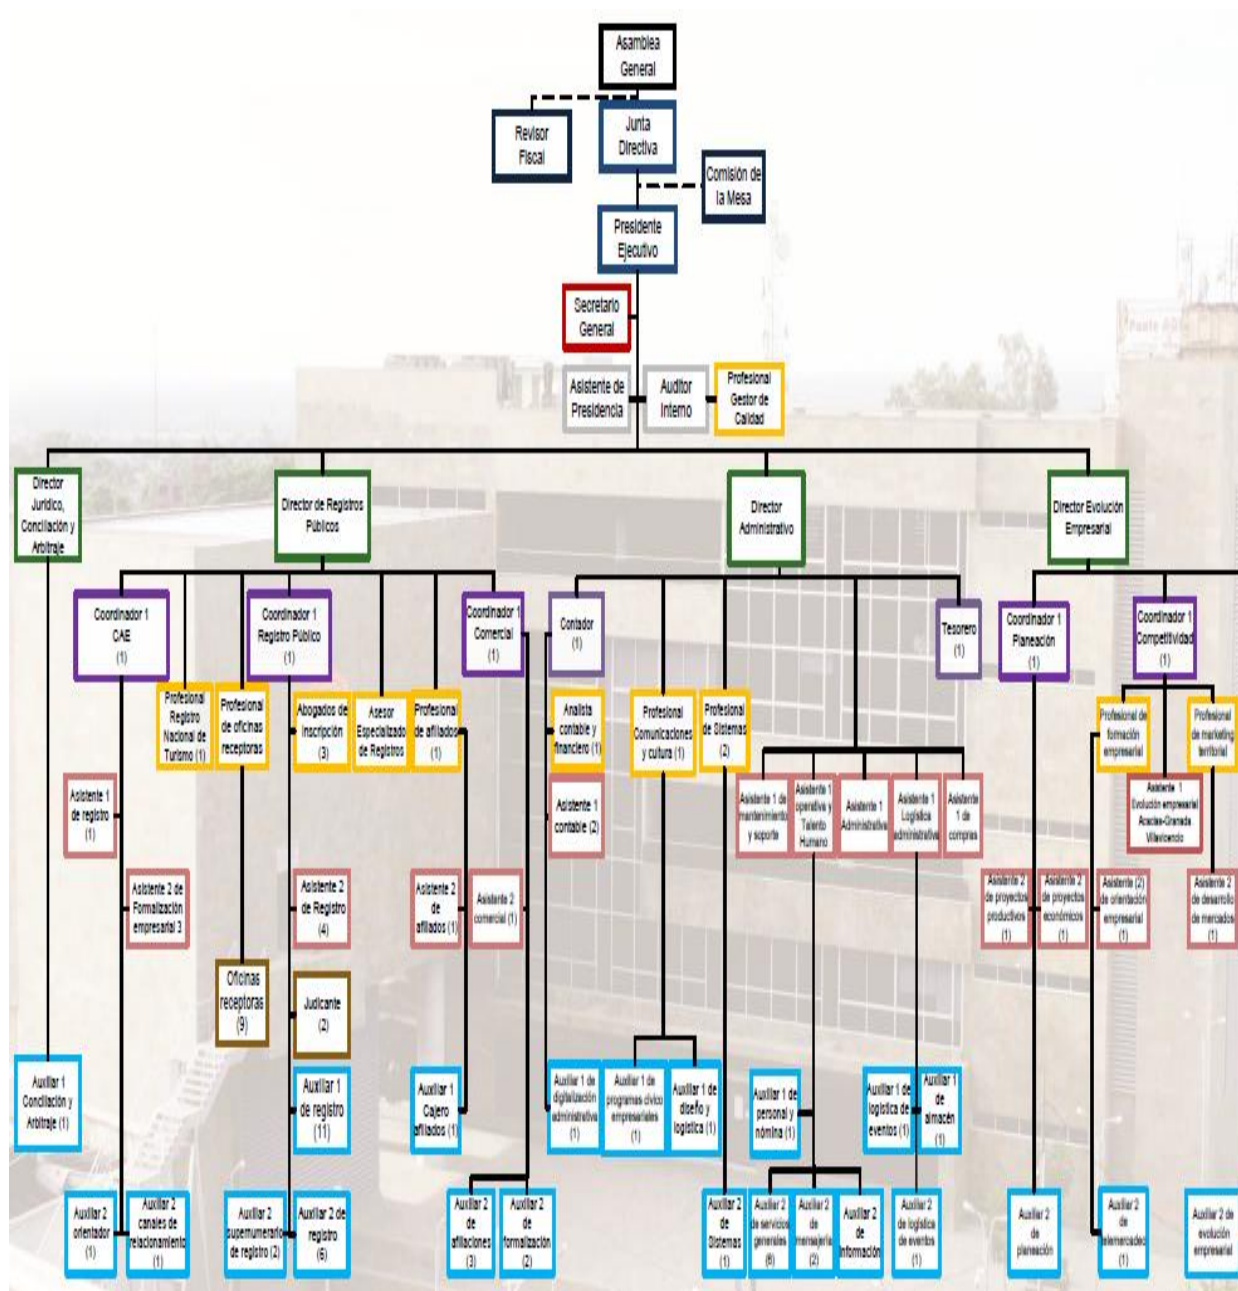 Asamblea
General
Revisor
Fiscal
Junta
Directiva
Comisión de
la Mesa
Presidente
Ejecutivo
Secretario
General
Asistente de
Presidencia
Auditor
Interno
Profesional
Gestor de
Calidad
Director
Jurídico,
Conciliación y
Arbitraje
Director de Registros
Públicos
Director
Administrativo
Director Evolución
Empresarial
Coordinador 1
CAE
(1)
Coordinador 1
Registro Público
(1)
Coordinador 1
Comercial
(1)
Contador
(1)
Tesorero
(1)
Coordinador 1
Planeación
(1)
Coordinador 1
Competitividad
(1)
Profesional
Registro
Nacional de
Turismo (1)
Profesional
de oficinas
receptoras
Abogados de
Inscripción
(3)
Asesor
Especializado
de Registros
Profesional
de afiliados
(1)
Analista
contable y
financiero (1)
Profesional
Comunicaciones
y cultura (1)
Profesional
de Sistemas
(2)
Profesional de
formación
empresarial
Profesional
de marketing
territorial
Asistente 1
de registro
(1)
Asistente 1
contable (2)
Asistente 1 de
mantenimiento
y soporte
Asistente 1
operativa y
Talento
Humano
Asistente 1
Administrativa
Asistente 1
Logística
administrativa
Asistente
1 de
compras
Asistente 1
Evolución empresarial
Acacias-Granada
Villavicencio
Asistente 2 de
Formalización
empresarial 3
Asistente 2
de Registro
(4)
Asistente 2
de
afiliados (1)
Asistente 2
comercial (1)
Asistente 2
de proyectos
productivos
(1)
Asistente 2
de proyectos
económicos
(1)
Asistente (2)
de orientación
empresarial
(1)
Asistente 2
de desarrollo
de mercados
(1)
Oficinas
receptoras
(9)
Judicante
(2)
Auxiliar 1
Conciliación y
Arbitraje (1)
Auxiliar 1
de registro
(11)
Auxiliar 1
Cajero
afiliados (1)
Auxiliar 1 de
digitalización
administrativa
(1)
Auxiliar 1 de
programas cívico
empresariales
(1)
Auxiliar 1 de
diseño y
logística (1)
Auxiliar 1 de
personal y
nómina (1)
Auxiliar 1 de
logística de
eventos (1)
Auxiliar 1
de
almacén
(1)
Auxiliar 2
orientador
(1)
Auxiliar 2
canales de
relacionamiento
(1)
Auxiliar 2
supernumerario
de registro (2)
Auxiliar 2 de
registro
(6)
Auxiliar 2
de
afiliaciones
(3)
Auxiliar 2
de
formalización
(2)
Auxiliar 2
de
Sistemas
(1)
Auxiliar 2
de servicios
generales
Auxiliar 2
de
mensajería
(2)
Auxiliar 2
de
Información
Auxiliar 2
de logística
de eventos
(1)
Auxiliar 2
de
planeación
Auxiliar 2
de
telemercadeo
(1)
Auxiliar 2 de
evolución
empresarial